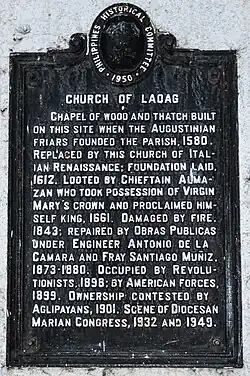 PHILIPPINES HISTORICAL COMMITTEE
1950
CHURCH OF LAOAG
CHAPEL OF WOOD AND THATCH BUILT
ON THIS SITE WHEN THE AUGUSTINIAN
FRIARS FOUNDED THE PARISH, 1580.
REPLACED BY THIS CHURCH OF ITAL-
IAN RENAISSANCE; FOUNDATION LAID,
1612. LOOTED BY CHIEFTAIN ALMA-
ZAN WHO TOOK POSSESSION OF VIRGIN
MARY'S CROWN AND PROCLAIMED HIM-
SELF KING, 1661. DAMAGED BY FIRE,
1843; REPAIRED BY OBRAS PUBLICAS
UNDER ENGINEER ANTONIO DE LA
CAMARA AND FRAY SANTIAGO MUÑIZ,
1873-1880. OCCUPIED BY REVOLU-
TIONISTS, 1898; BY AMERICAN FORCES,
1899. OWNERSHIP CONTESTED BY
AGLIPAYANS, 1901. SCENE OF DIOCESAN
MARIAN CONGRESS, 1932 AND 1949.